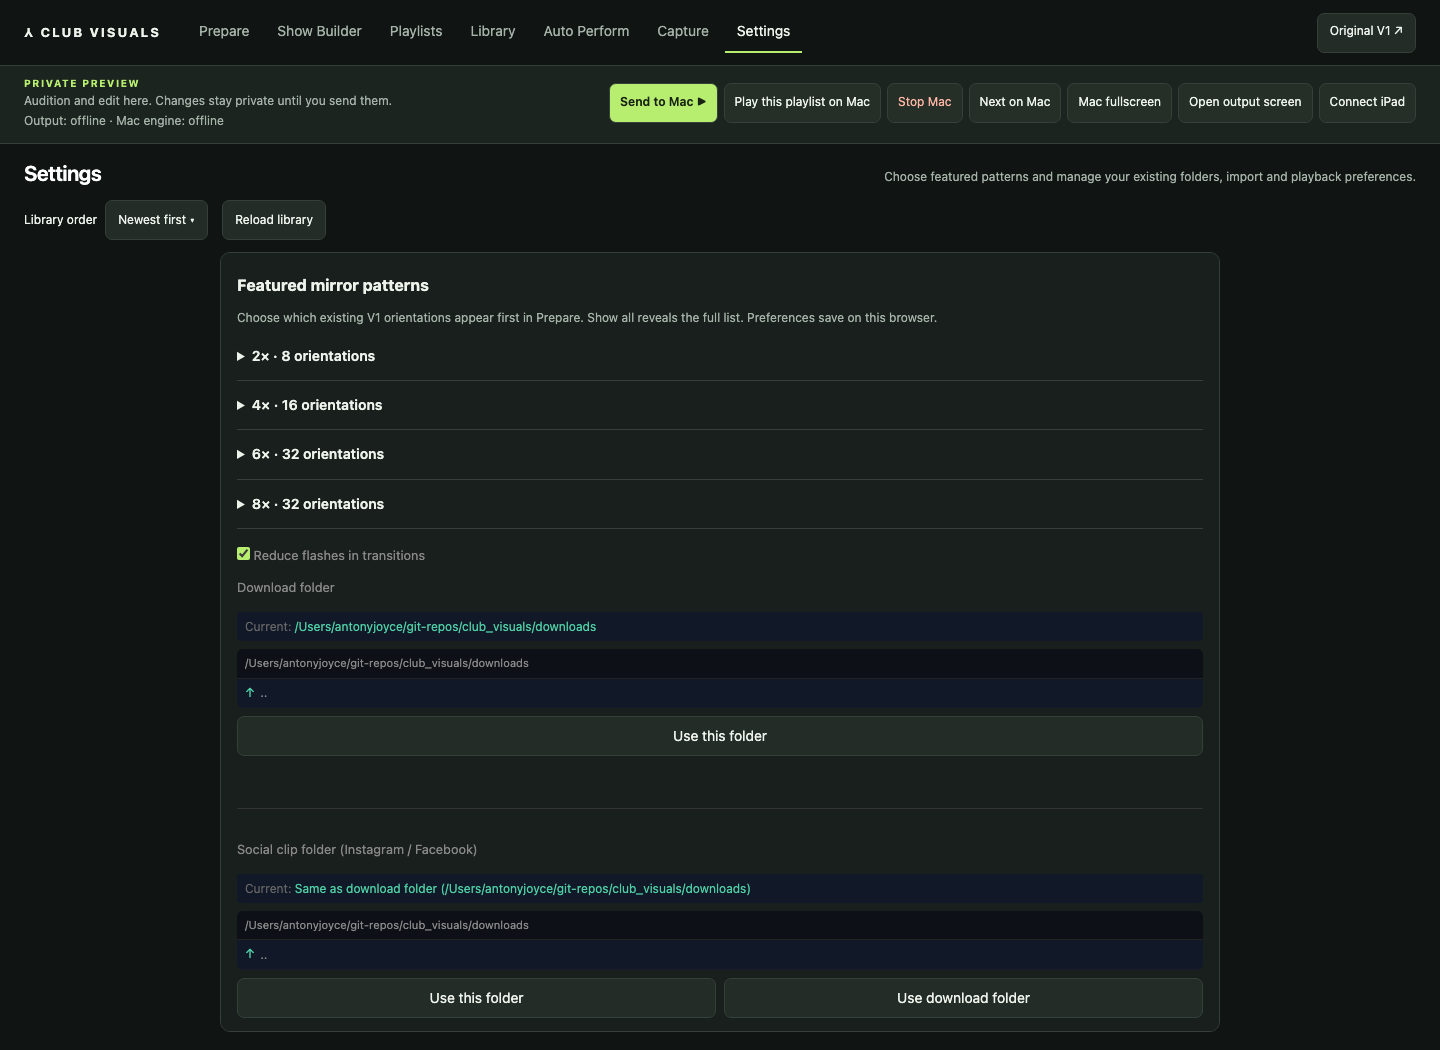 ⅄ CLUB VISUALS
Prepare
Show Builder
Playlists
Library
Auto Perform
Capture
Settings
Original V1 ↗
PRIVATE PREVIEW
Audition and edit here. Changes stay private until you send them.
Output: offline · Mac engine: offline
Send to Mac ▶
Play this playlist on Mac
Stop Mac
Next on Mac
Mac fullscreen
Open output screen
Connect iPad
Settings
Choose featured patterns and manage your existing folders, import and playback preferences.
Library order
Newest first ▾
Reload library
Featured mirror patterns
Choose which existing V1 orientations appear first in Prepare. Show all reveals the full list. Preferences save on this browser.
▶ 2× · 8 orientations
▶ 4× · 16 orientations
▶ 6× · 32 orientations
▶ 8× · 32 orientations
Reduce flashes in transitions
Download folder
Current: /Users/antonyjoyce/git-repos/club_visuals/downloads
/Users/antonyjoyce/git-repos/club_visuals/downloads
↑ ..
Use this folder
Social clip folder (Instagram / Facebook)
Current: Same as download folder (/Users/antonyjoyce/git-repos/club_visuals/downloads)
/Users/antonyjoyce/git-repos/club_visuals/downloads
↑ ..
Use this folder
Use download folder